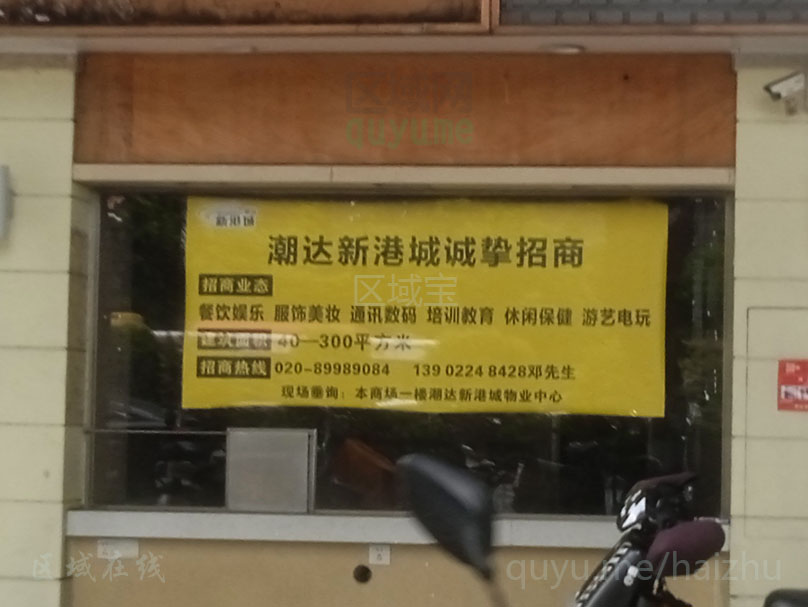 区域网
quyume
新港城
潮达新港城诚挚招商
区域宝
招商业态
餐饮娱乐 服饰美妆 通讯数码 培训教育 休闲保健 游艺电玩
建筑面积 40—300平方米
招商热线 020-89989084 139 0224 8428邓先生
现场垂询：本商场一楼潮达新港城物业中心
区域在线
quyu.me/haizhu